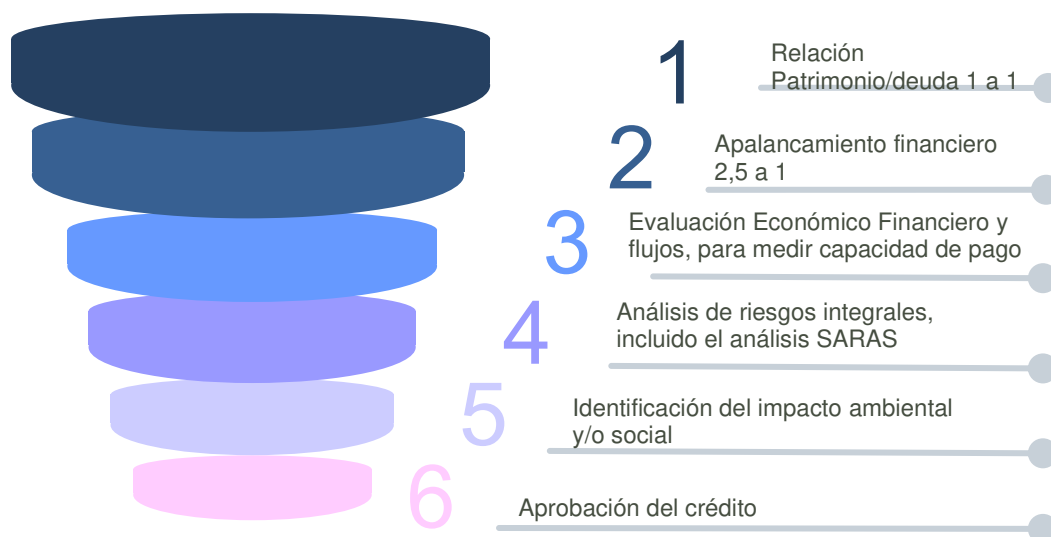 1
Relación
Patrimonio/deuda 1 a 1
2
Apalancamiento financiero
2,5 a 1
3
Evaluación Económico Financiero y
flujos, para medir capacidad de pago
4
Análisis de riesgos integrales,
incluido el análisis SARAS
5
Identificación del impacto ambiental
y/o social
6
Aprobación del crédito